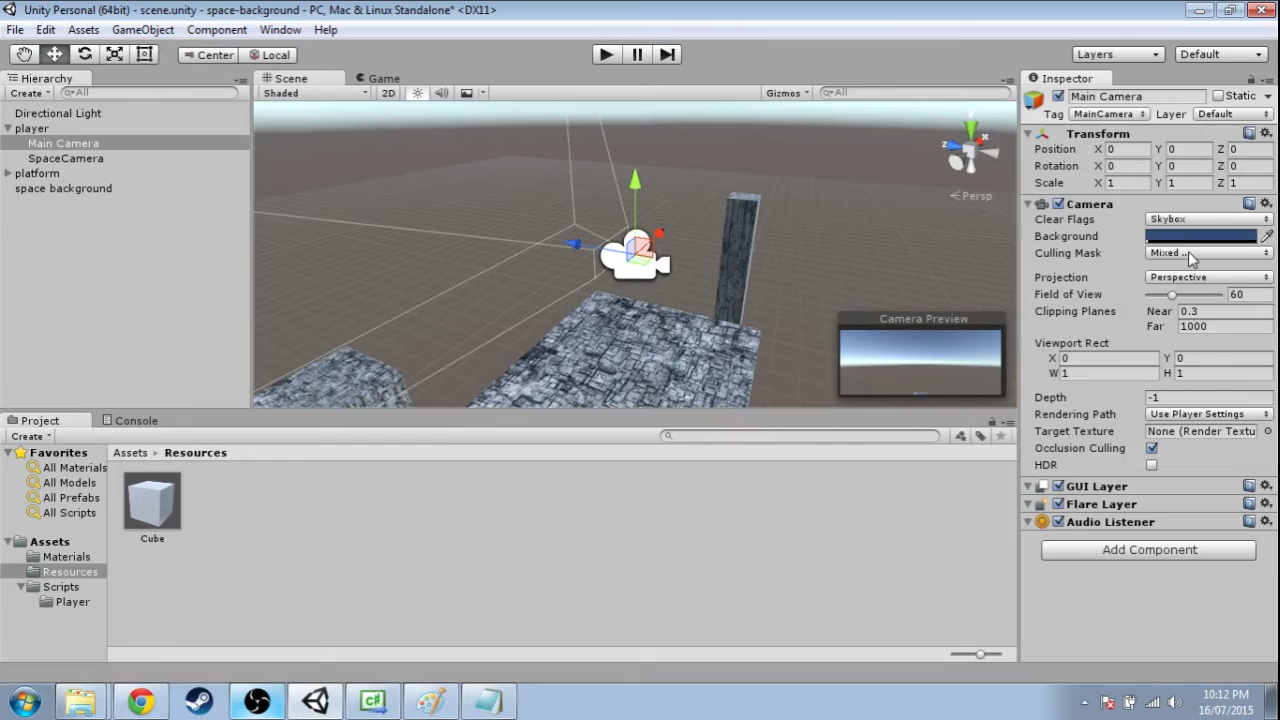 Unity Personal (64bit) - scene.unity - space-background - PC, Mac & Linux Standalone* <DX11>
File Edit Assets GameObject Component Window Help
Center Local Layers Default
Hierarchy
Create All
Directional Light
player
Main Camera
SpaceCamera
platform
space background
Scene Game
Shaded 2D Gizmos All
y
x
z
Persp
Camera Preview
Inspector
Main Camera Static
Tag MainCamera Layer Default
Transform
Position X 0 Y 0 Z 0
Rotation X 0 Y 0 Z 0
Scale X 1 Y 1 Z 1
Camera
Clear Flags Skybox
Background
Culling Mask Mixed ...
Projection Perspective
Field of View 60
Clipping Planes Near 0.3
Far 1000
Viewport Rect
X 0 Y 0
W 1 H 1
Depth -1
Rendering Path Use Player Settings
Target Texture None (Render Textu
Occlusion Culling
HDR
GUI Layer
Flare Layer
Audio Listener
Add Component
Project Console
Create
Favorites
All Materials
All Models
All Prefabs
All Scripts
Assets
Materials
Resources
Scripts
Player
Assets Resources
Cube
C#
10:12 PM
16/07/2015